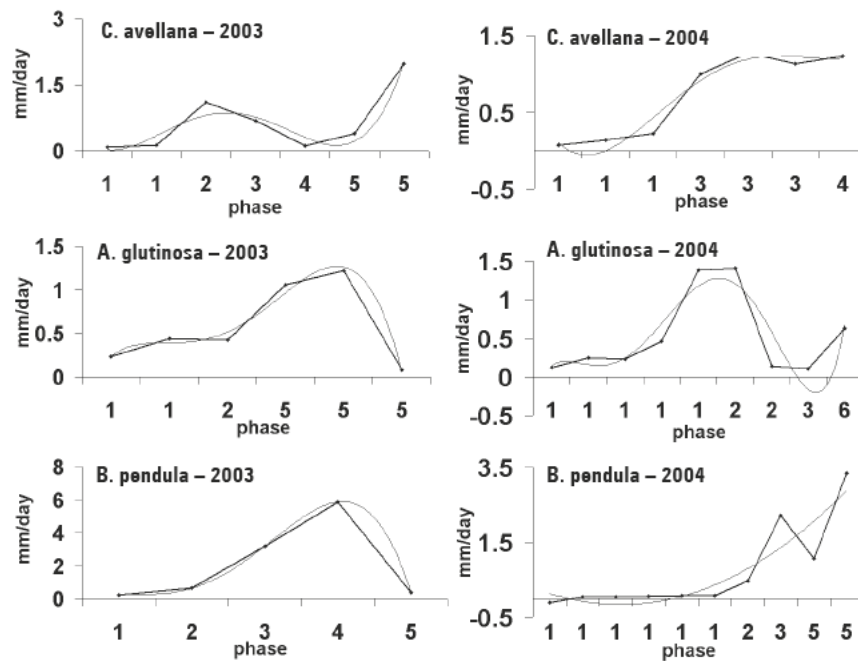 C. avellana – 2003
mm/day
3
1.5
0
1 1 2 3 4 5 5
phase
C. avellana – 2004
mm/day
1.5
0.5
-0.5
1 1 1 3 3 3 4
phase
A. glutinosa – 2003
mm/day
1.5
1
0.5
0
1 1 2 5 5 5
phase
A. glutinosa – 2004
mm/day
1.5
1
0.5
0
-0.5
1 1 1 1 1 2 2 3 6
phase
B. pendula – 2003
mm/day
8
6
4
2
0
1 2 3 4 5
phase
B. pendula – 2004
mm/day
3.5
1.5
-0.5
1 1 1 1 1 1 2 3 5 5
phase